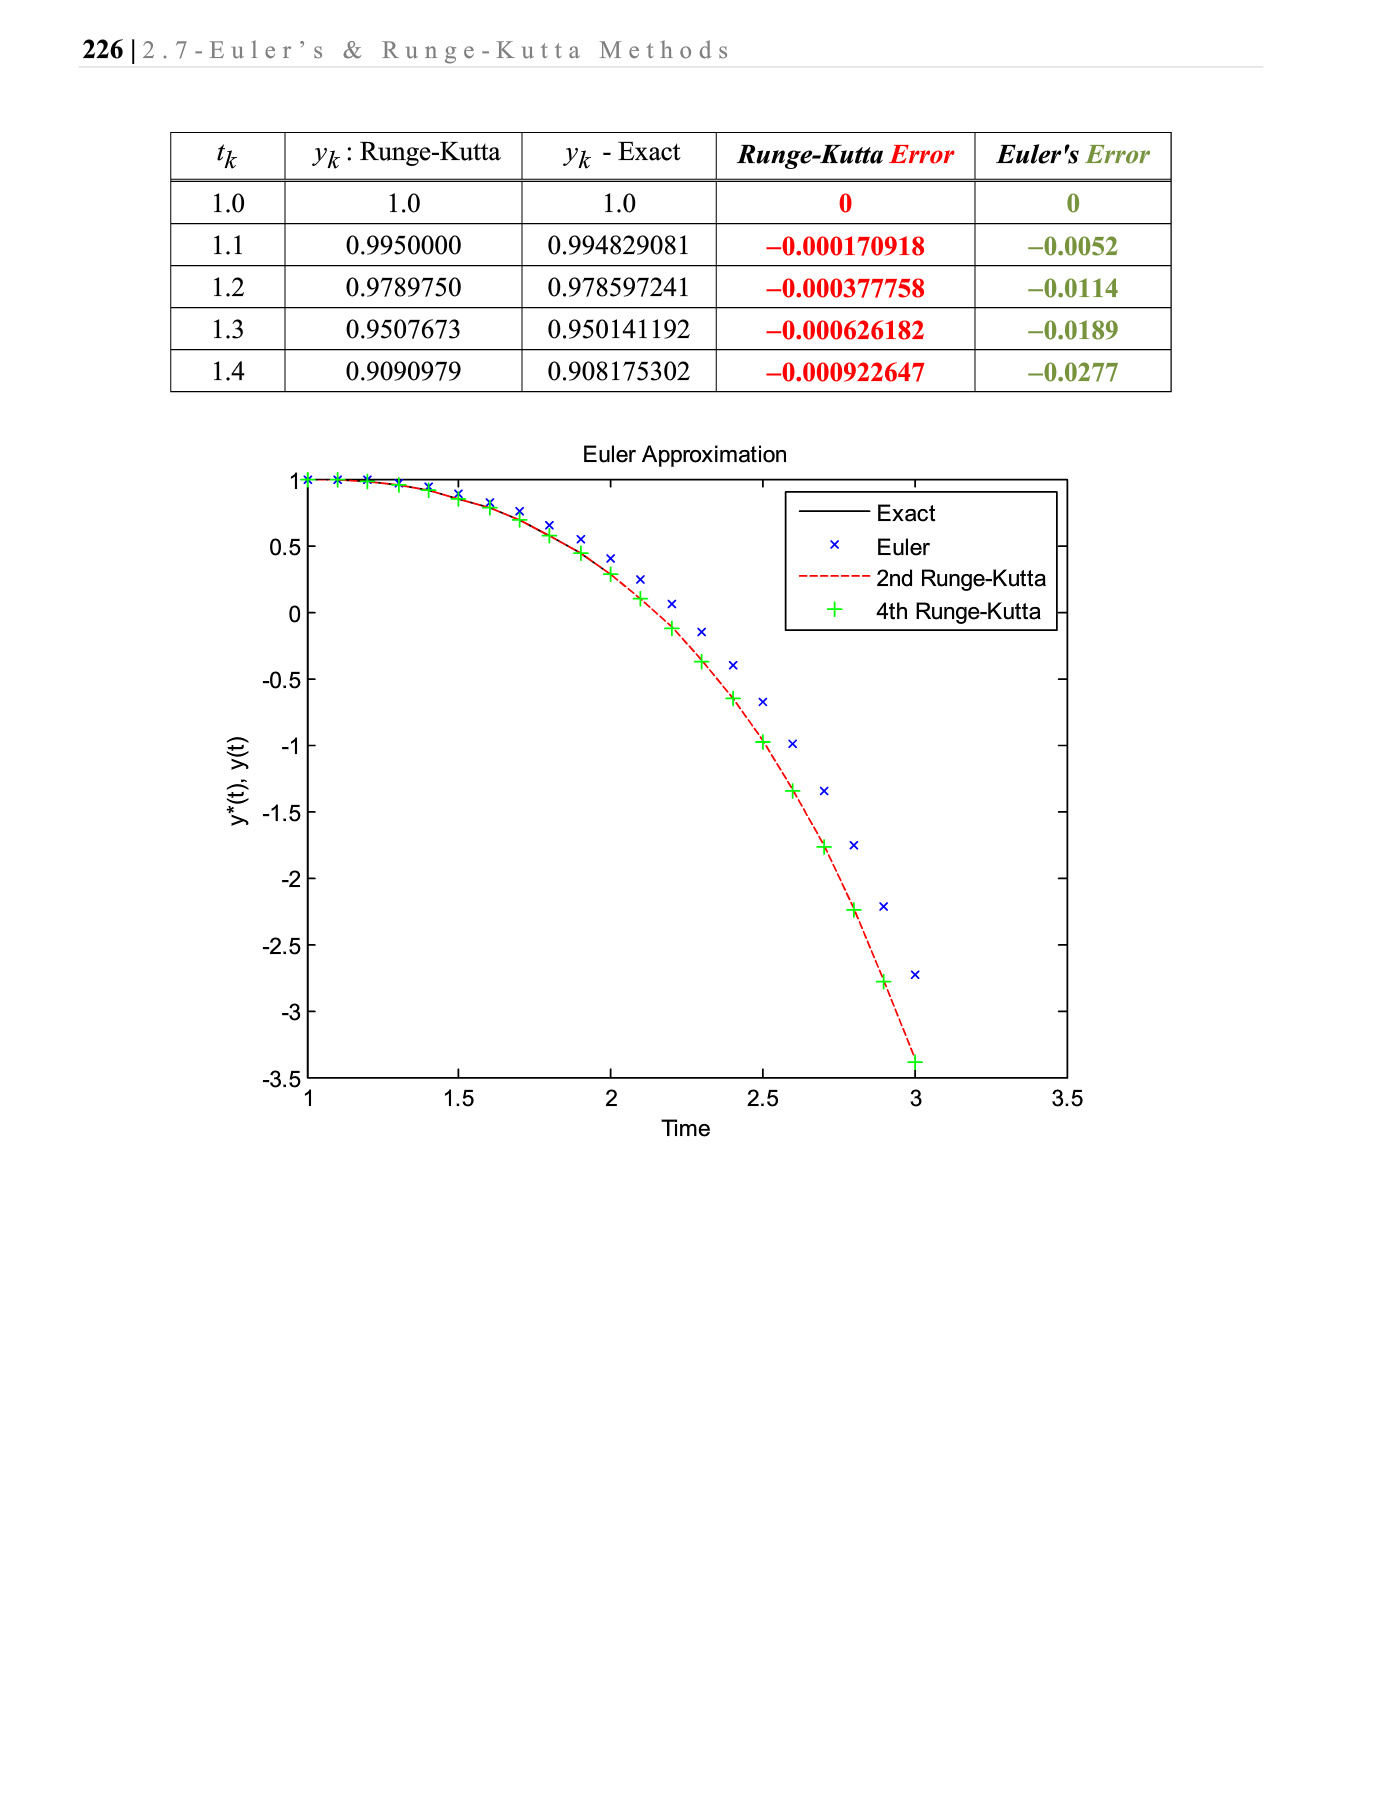 226 | 2.7-Euler’s & Runge-Kutta Methods
tk yk : Runge-Kutta yk - Exact Runge-Kutta Error Euler's Error
1.0 1.0 1.0 0 0
1.1 0.9950000 0.994829081 –0.000170918 –0.0052
1.2 0.9789750 0.978597241 –0.000377758 –0.0114
1.3 0.9507673 0.950141192 –0.000626182 –0.0189
1.4 0.9090979 0.908175302 –0.000922647 –0.0277
Euler Approximation
1
0.5
0
-0.5
-1
-1.5
-2
-2.5
-3
-3.5
y*(t), y(t)
Exact
Euler
2nd Runge-Kutta
4th Runge-Kutta
1 1.5 2 2.5 3 3.5
Time